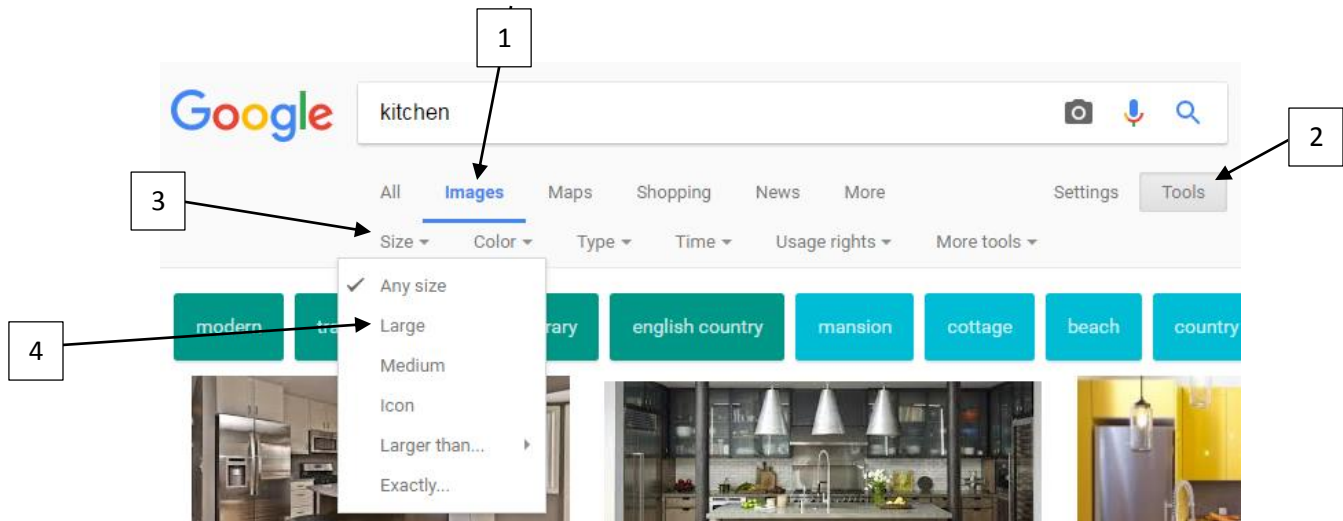 1
Google kitchen
2
3
All Images Maps Shopping News More Settings Tools
Size Color Type Time Usage rights More tools
Any size
modern english country mansion cottage beach country
4
Large
Medium
Icon
Larger than...
Exactly...